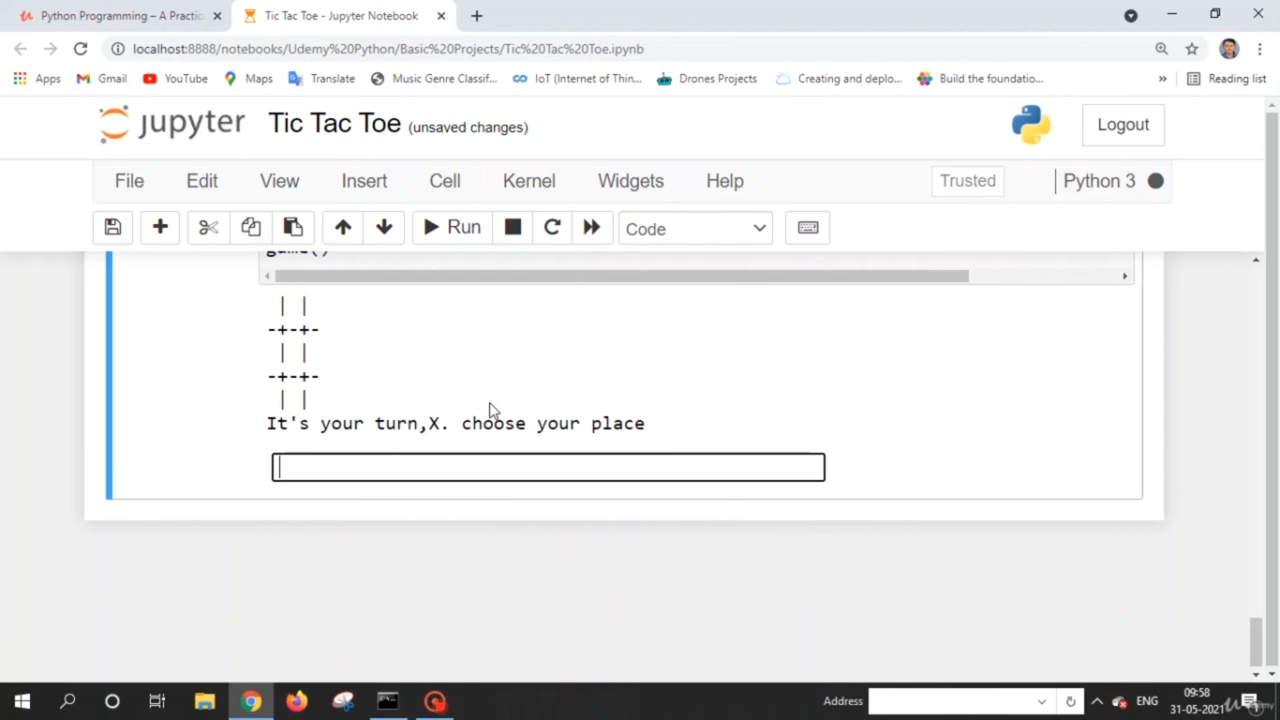 Python Programming – A Practic
Tic Tac Toe - Jupyter Notebook
localhost:8888/notebooks/Udemy%20Python/Basic%20Projects/Tic%20Tac%20Toe.ipynb
Apps
Gmail
YouTube
Maps
Translate
Music Genre Classif...
IoT (Internet of Thin...
Drones Projects
Creating and deplo...
Build the foundatio...
»
Reading list
jupyter
Tic Tac Toe (unsaved changes)
Logout
File
Edit
View
Insert
Cell
Kernel
Widgets
Help
Trusted
Python 3
Run
Code
game()
| |
-+-+-
| |
-+-+-
| |
It's your turn,X. choose your place
Address
ENG
09:58
31-05-2021